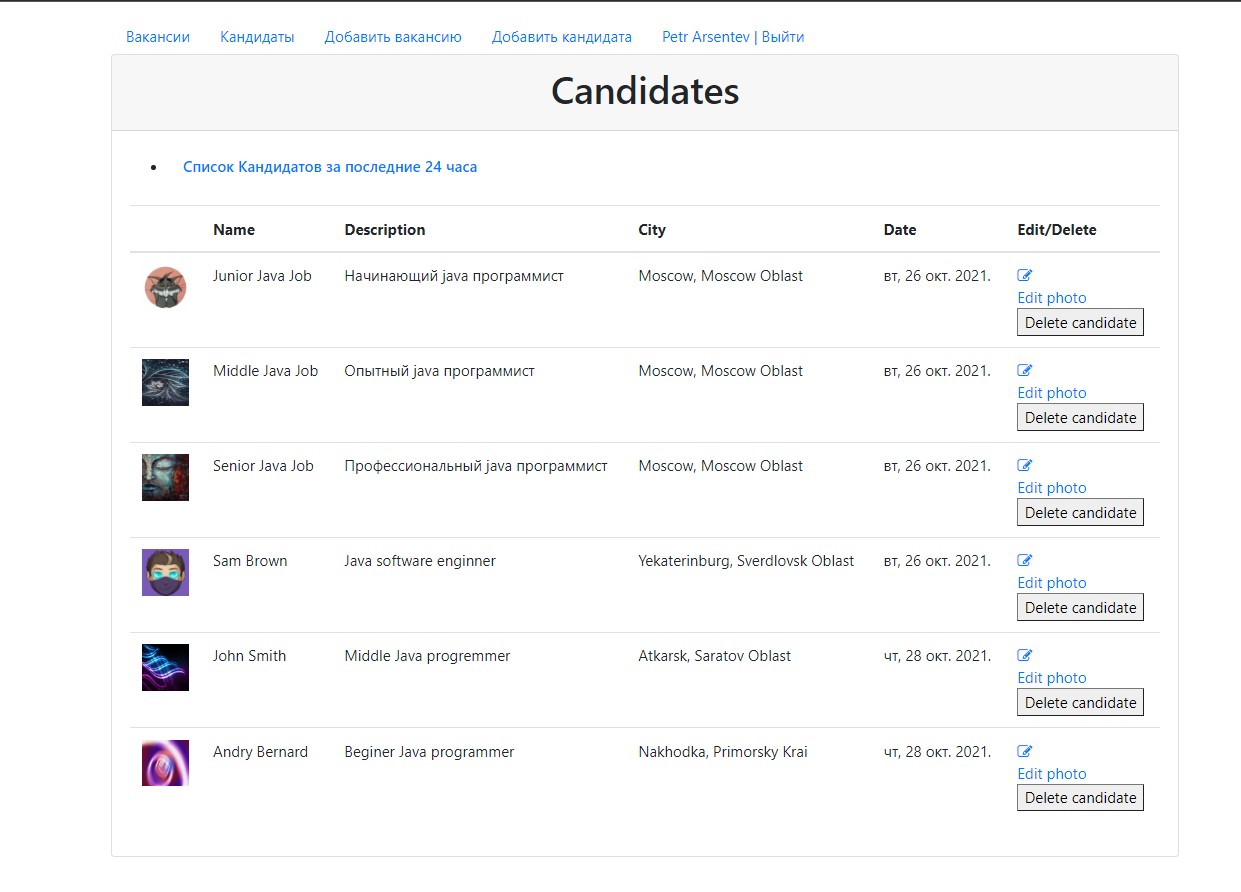 Вакансии Кандидаты Добавить вакансию Добавить кандидата Petr Arsentev | Выйти
Candidates
Список Кандидатов за последние 24 часа
Name Description City Date Edit/Delete
Junior Java Job Начинающий java программист Moscow, Moscow Oblast вт, 26 окт. 2021.
Edit photo
Delete candidate
Middle Java Job Опытный java программист Moscow, Moscow Oblast вт, 26 окт. 2021.
Edit photo
Delete candidate
Senior Java Job Профессиональный java программист Moscow, Moscow Oblast вт, 26 окт. 2021.
Edit photo
Delete candidate
Sam Brown Java software enginner Yekaterinburg, Sverdlovsk Oblast вт, 26 окт. 2021.
Edit photo
Delete candidate
John Smith Middle Java progremmer Atkarsk, Saratov Oblast чт, 28 окт. 2021.
Edit photo
Delete candidate
Andry Bernard Beginer Java programmer Nakhodka, Primorsky Krai чт, 28 окт. 2021.
Edit photo
Delete candidate